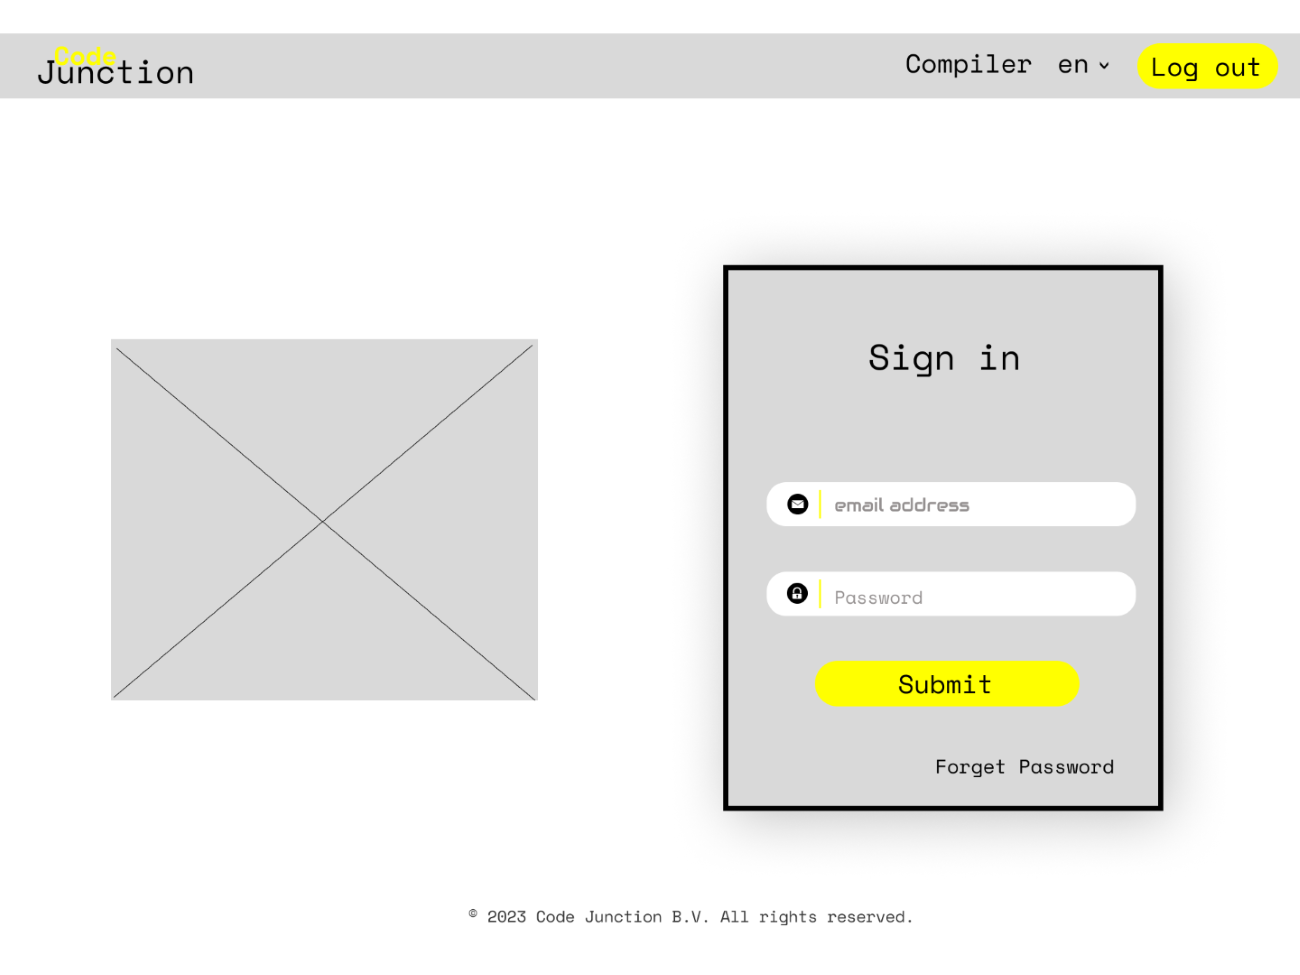 Code
Junction
Compiler en Log out
Sign in
email address
Password
Submit
Forget Password
© 2023 Code Junction B.V. All rights reserved.